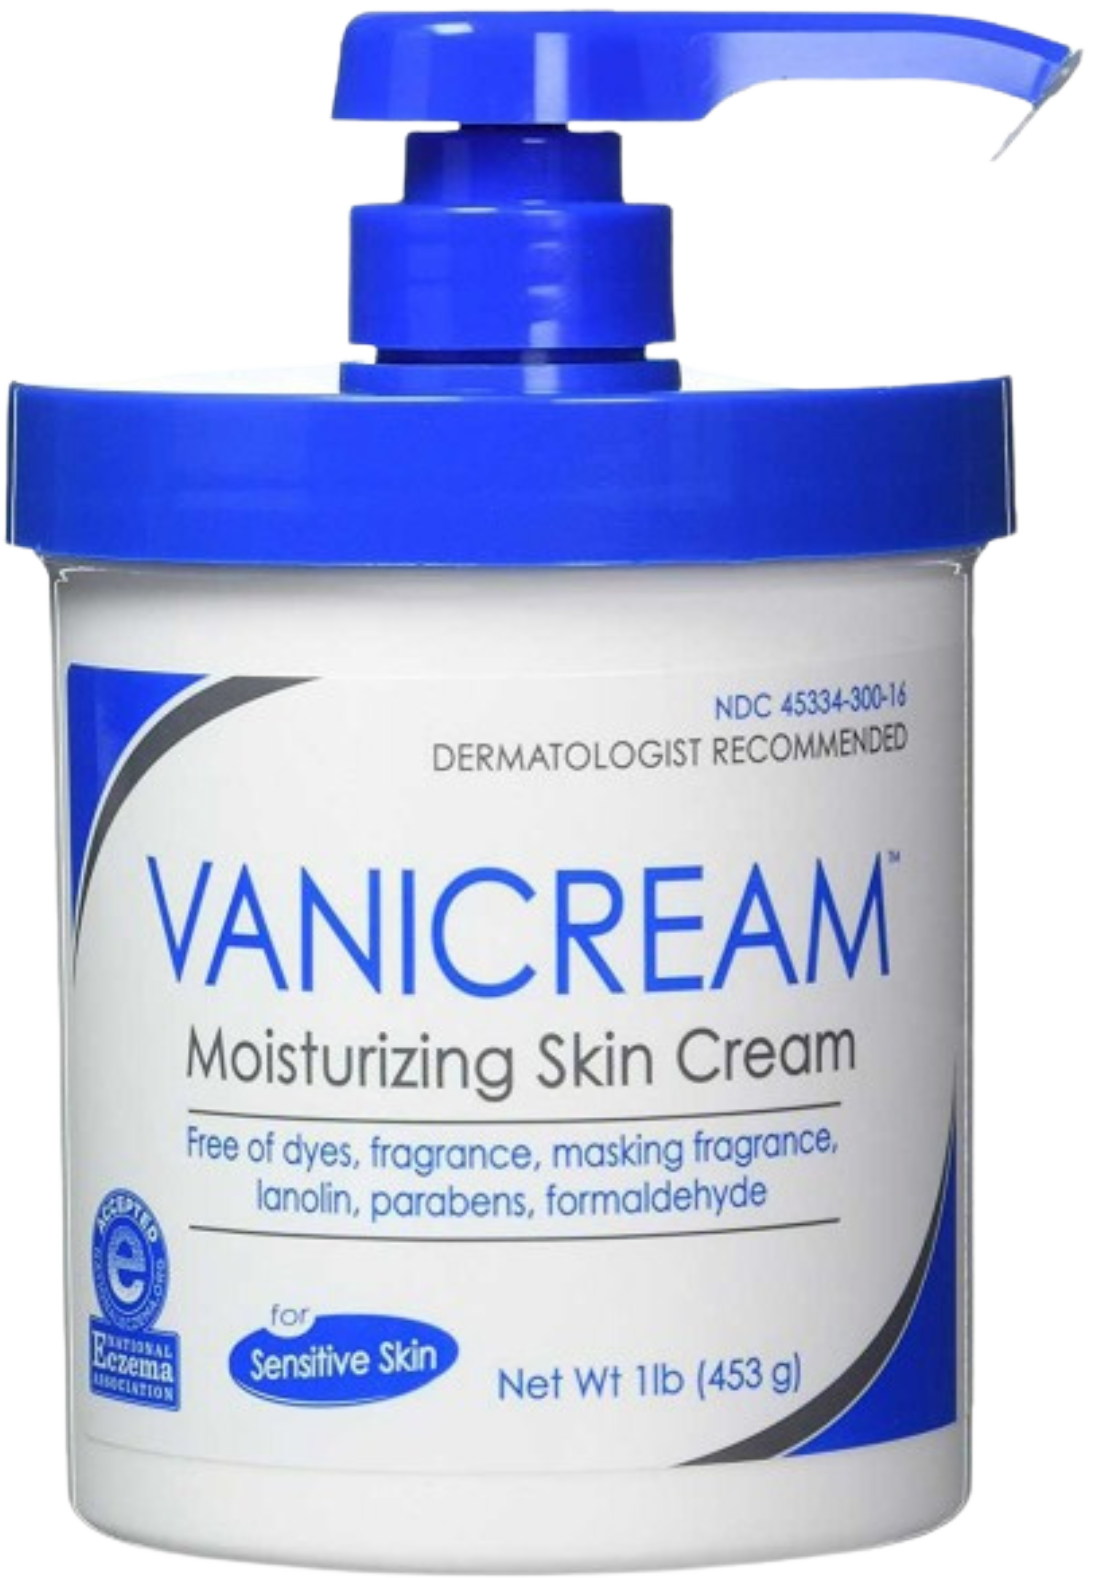 NDC 45334-300-16
DERMATOLOGIST RECOMMENDED
VANICREAM™
Moisturizing Skin Cream
Free of dyes, fragrance, masking fragrance,
lanolin, parabens, formaldehyde
ACCEPTED
e
NATIONAL
Eczema
ASSOCIATION
for
Sensitive Skin
Net Wt 1lb (453 g)